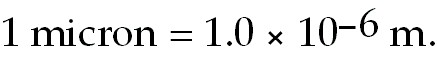 1 micron = 1.0 × 10⁻⁶ m.